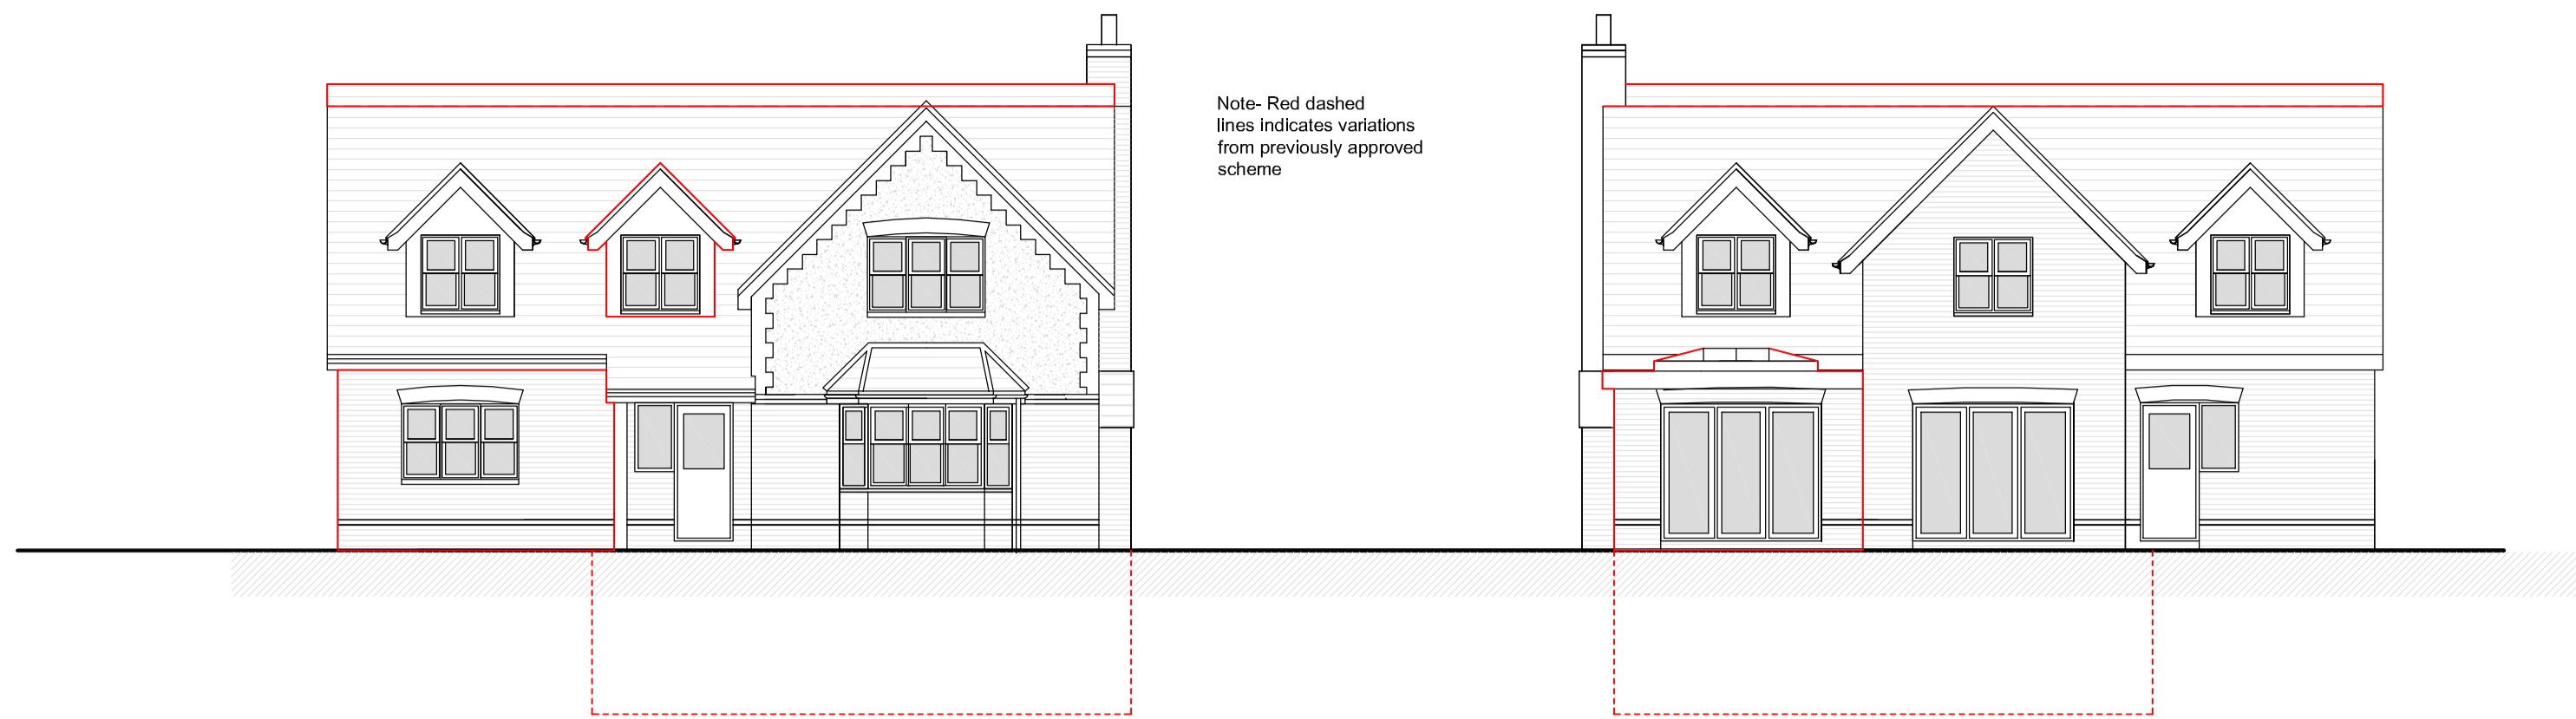 Note- Red dashed
lines indicates variations
from previously approved
scheme